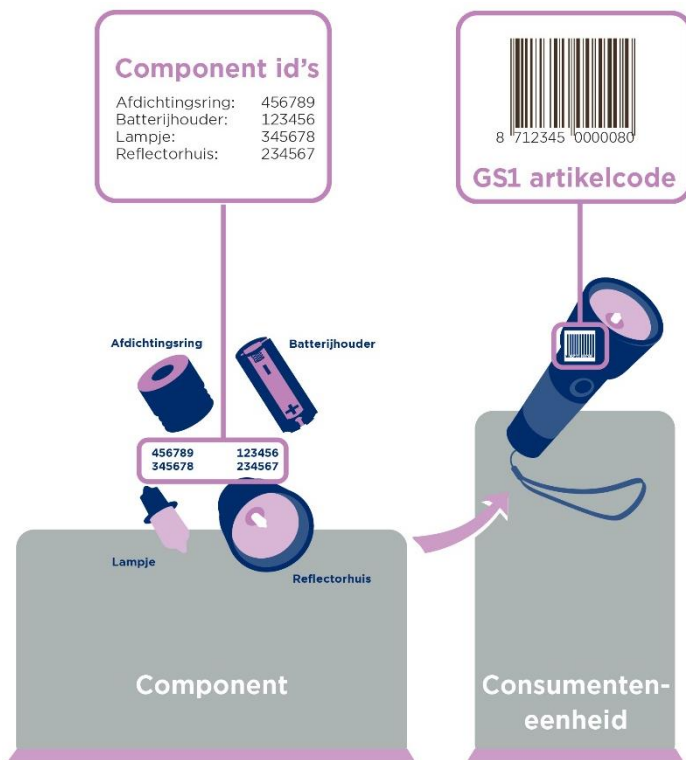 Component id's
Afdichtingsring: 456789
Batterijhouder: 123456
Lampje: 345678
Reflectorhuis: 234567
8 712345 0000080
GS1 artikelcode
Afdichtingsring
Batterijhouder
456789 123456
345678 234567
Lampje
Reflectorhuis
Component
Consumenten-
eenheid